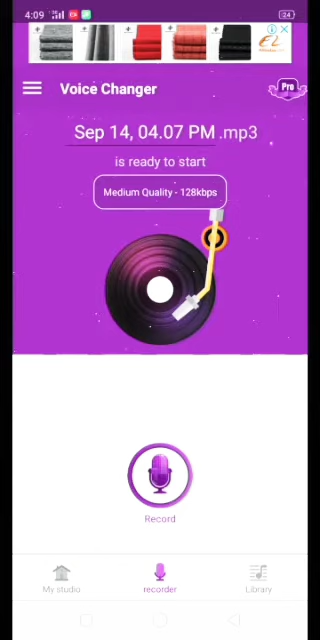 4:09
24
Pro
Voice Changer
Sep 14, 04.07 PM .mp3
is ready to start
Medium Quality - 128kbps
Record
My studio
recorder
Library